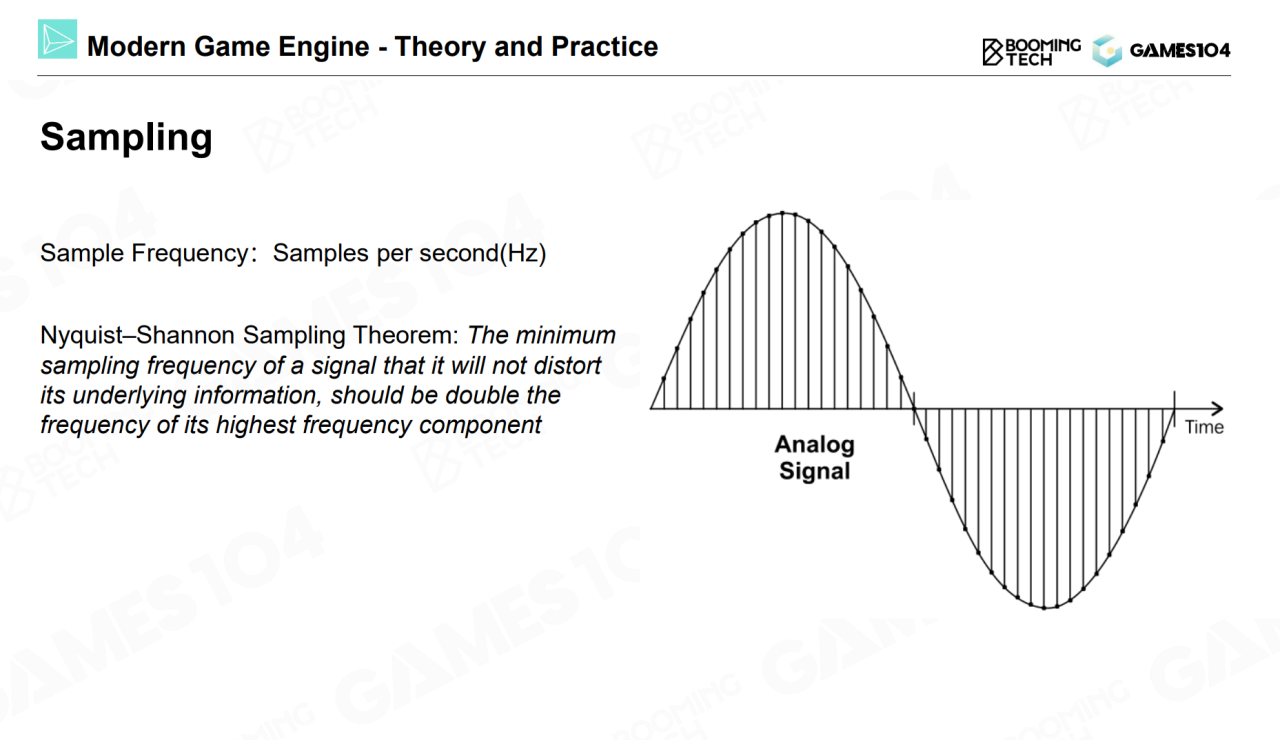 Modern Game Engine - Theory and Practice
BOOMING
TECH
GAMES104
Sampling
Sample Frequency： Samples per second(Hz)
Nyquist–Shannon Sampling Theorem: The minimum
sampling frequency of a signal that it will not distort
its underlying information, should be double the
frequency of its highest frequency component
Analog
Signal
Time